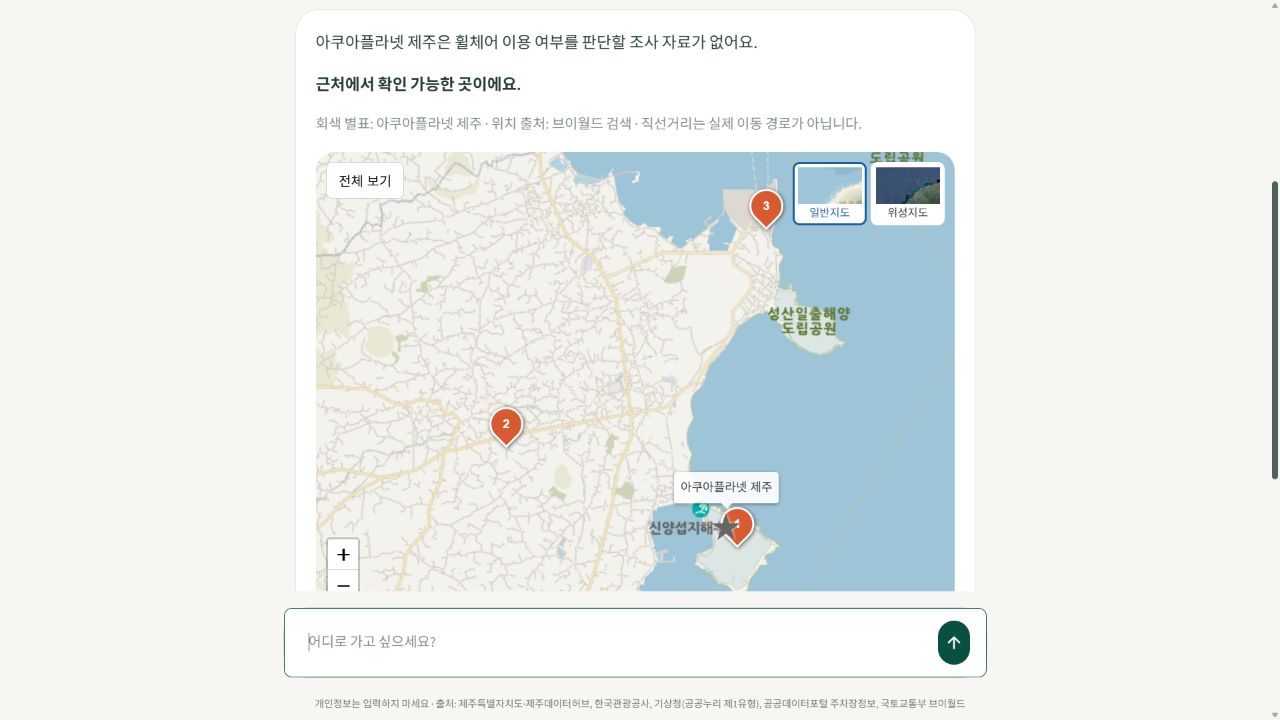 아쿠아플라넷 제주은 휠체어 이용 여부를 판단할 조사 자료가 없어요.
근처에서 확인 가능한 곳이에요.
회색 별표: 아쿠아플라넷 제주 · 위치 출처: 브이월드 검색 · 직선거리는 실제 이동 경로가 아닙니다.
도립공원
전체 보기
일반지도
위성지도
3
성산일출해양
도립공원
2
아쿠아플라넷 제주
신양섭지해
+
−
어디로 가고 싶으세요?
개인정보는 입력하지 마세요 · 출처: 제주특별자치도·제주데이터허브, 한국관광공사, 기상청(공공누리 제1유형), 공공데이터포털 주차장정보, 국토교통부 브이월드